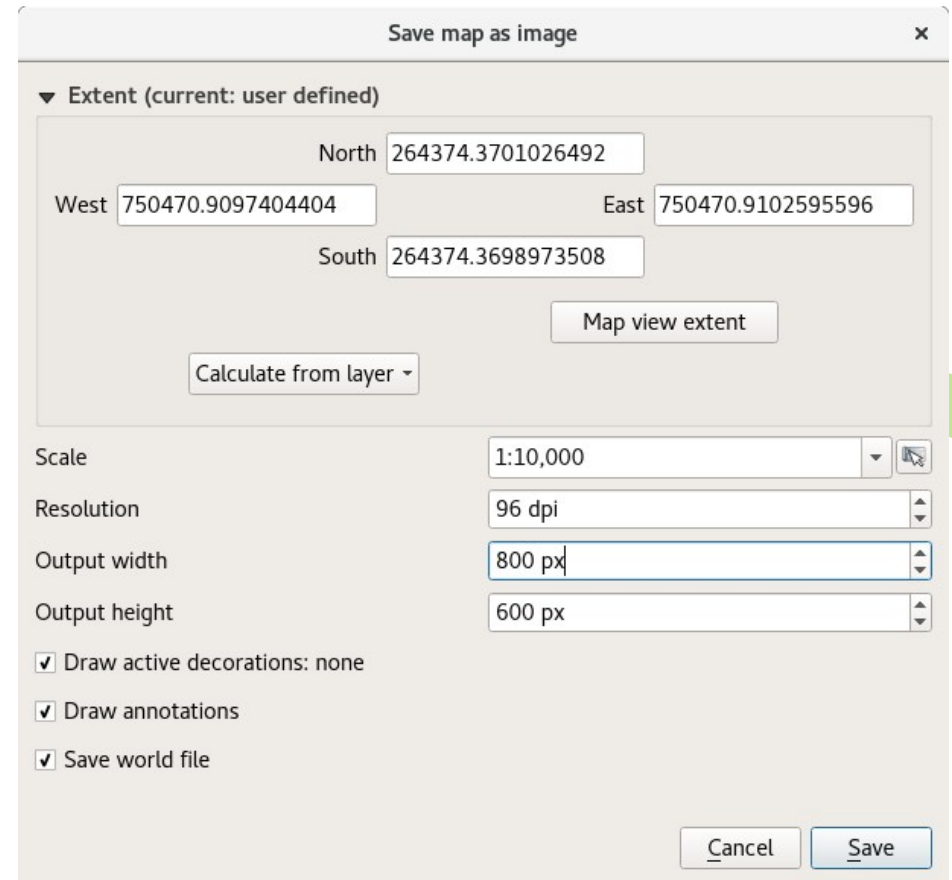 Save map as image
Extent (current: user defined)
North 264374.3701026492
West 750470.9097404404 East 750470.9102595596
South 264374.3698973508
Map view extent
Calculate from layer
Scale 1:10,000
Resolution 96 dpi
Output width 800 px
Output height 600 px
Draw active decorations: none
Draw annotations
Save world file
Cancel Save